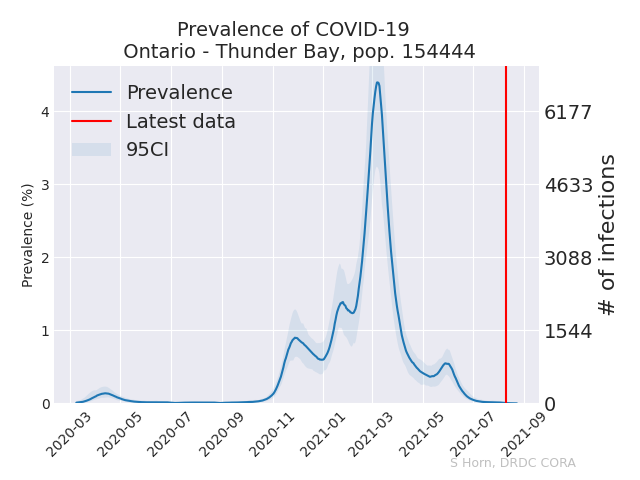 Prevalence of COVID-19
Ontario - Thunder Bay, pop. 154444
Prevalence
Latest data
95CI
Prevalence (%)
4
3
2
1
0
6177
4633
3088
1544
0
# of infections
2020-03
2020-05
2020-07
2020-09
2020-11
2021-01
2021-03
2021-05
2021-07
2021-09
S Horn, DRDC CORA